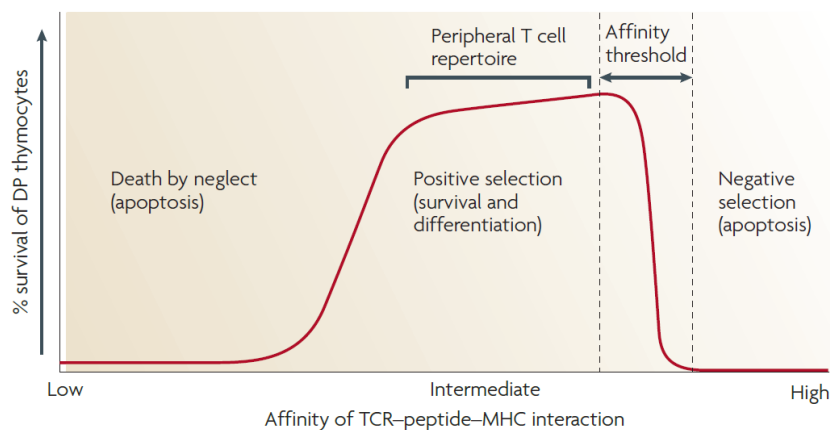 Peripheral T cell
repertoire
Affinity
threshold
% survival of DP thymocytes
Death by neglect
(apoptosis)
Positive selection
(survival and
differentiation)
Negative
selection
(apoptosis)
Low
Intermediate
High
Affinity of TCR–peptide–MHC interaction